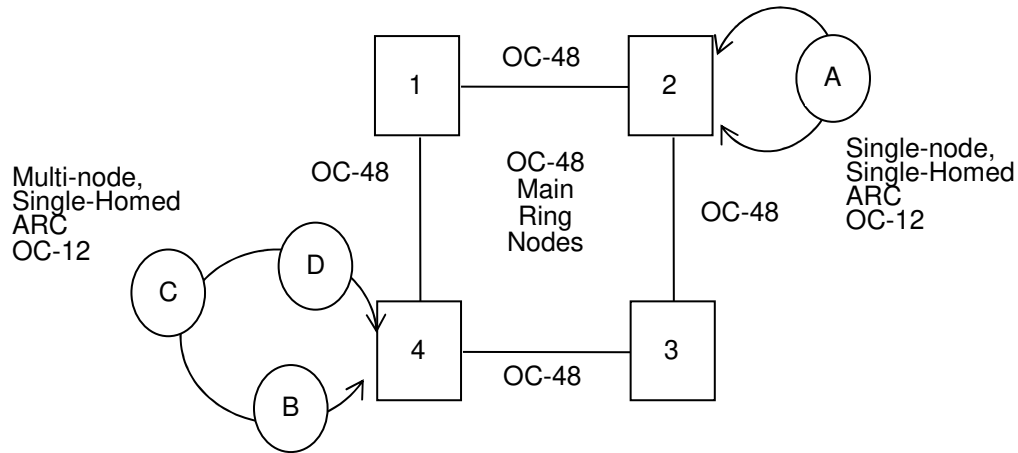 OC-48
1
2
A
OC-48
OC-48
Main
Ring
Nodes
Single-node,
Single-Homed
ARC
OC-12
OC-48
Multi-node,
Single-Homed
ARC
OC-12
D
C
4
3
OC-48
B